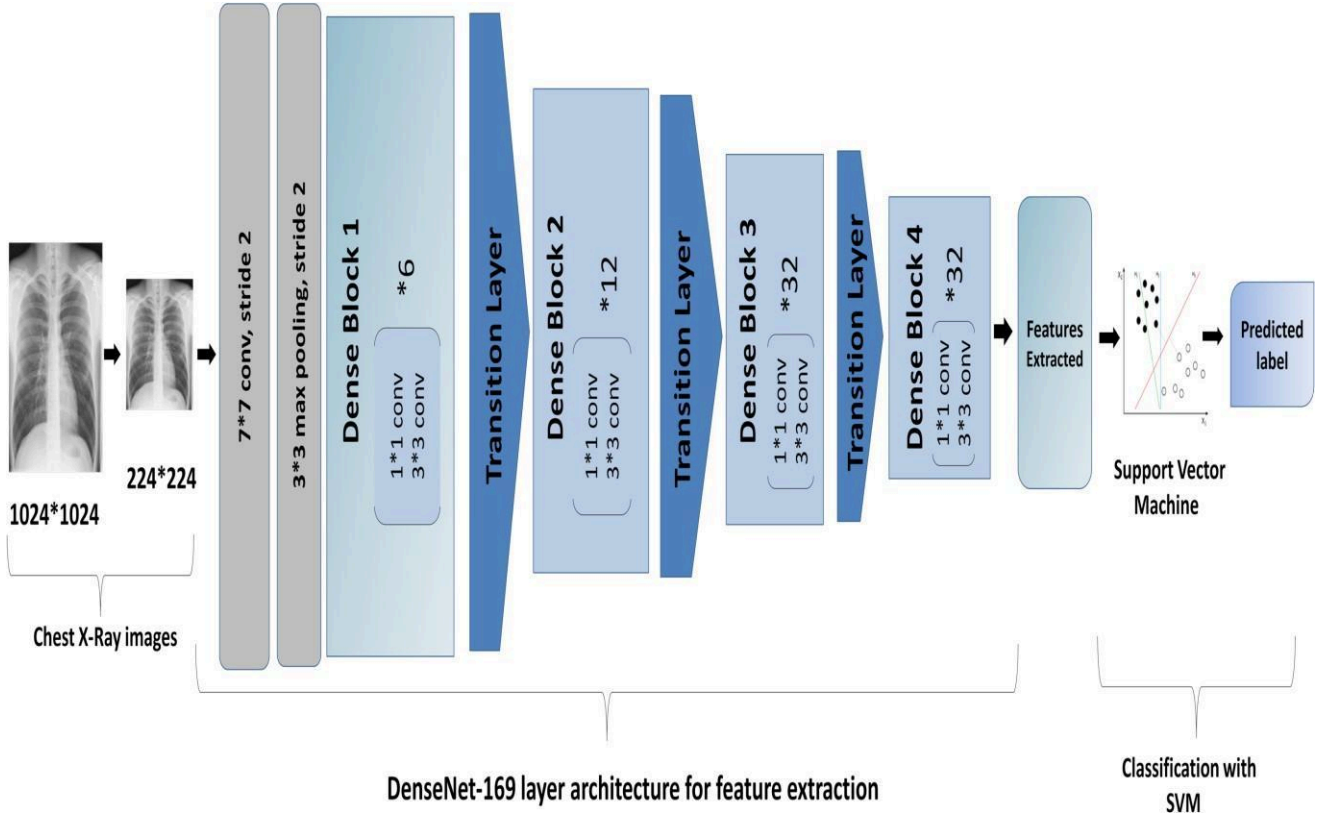 1024*1024
224*224
Chest X-Ray images
7*7 conv, stride 2
3*3 max pooling, stride 2
Dense Block 1
1*1 conv
3*3 conv
*6
Transition Layer
Dense Block 2
1*1 conv
3*3 conv
*12
Transition Layer
Dense Block 3
1*1 conv
3*3 conv
*32
Transition Layer
Dense Block 4
1*1 conv
3*3 conv
*32
Features
Extracted
DenseNet-169 layer architecture for feature extraction
Support Vector
Machine
Predicted
label
Classification with
SVM